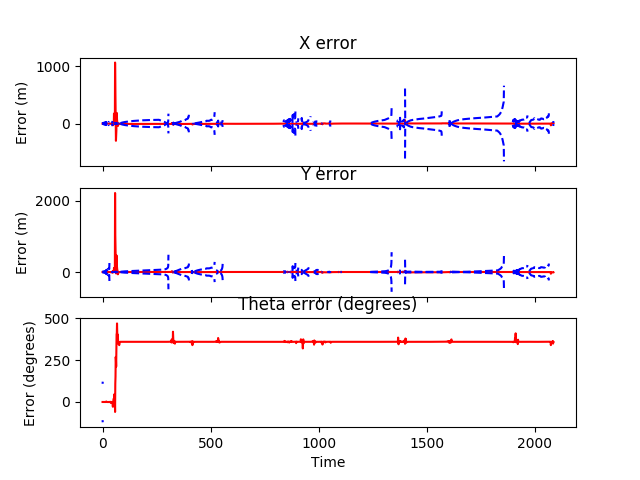 X error
1000
0
Error (m)
Y error
2000
0
Error (m)
Theta error (degrees)
500
250
0
Error (degrees)
0 500 1000 1500 2000
Time